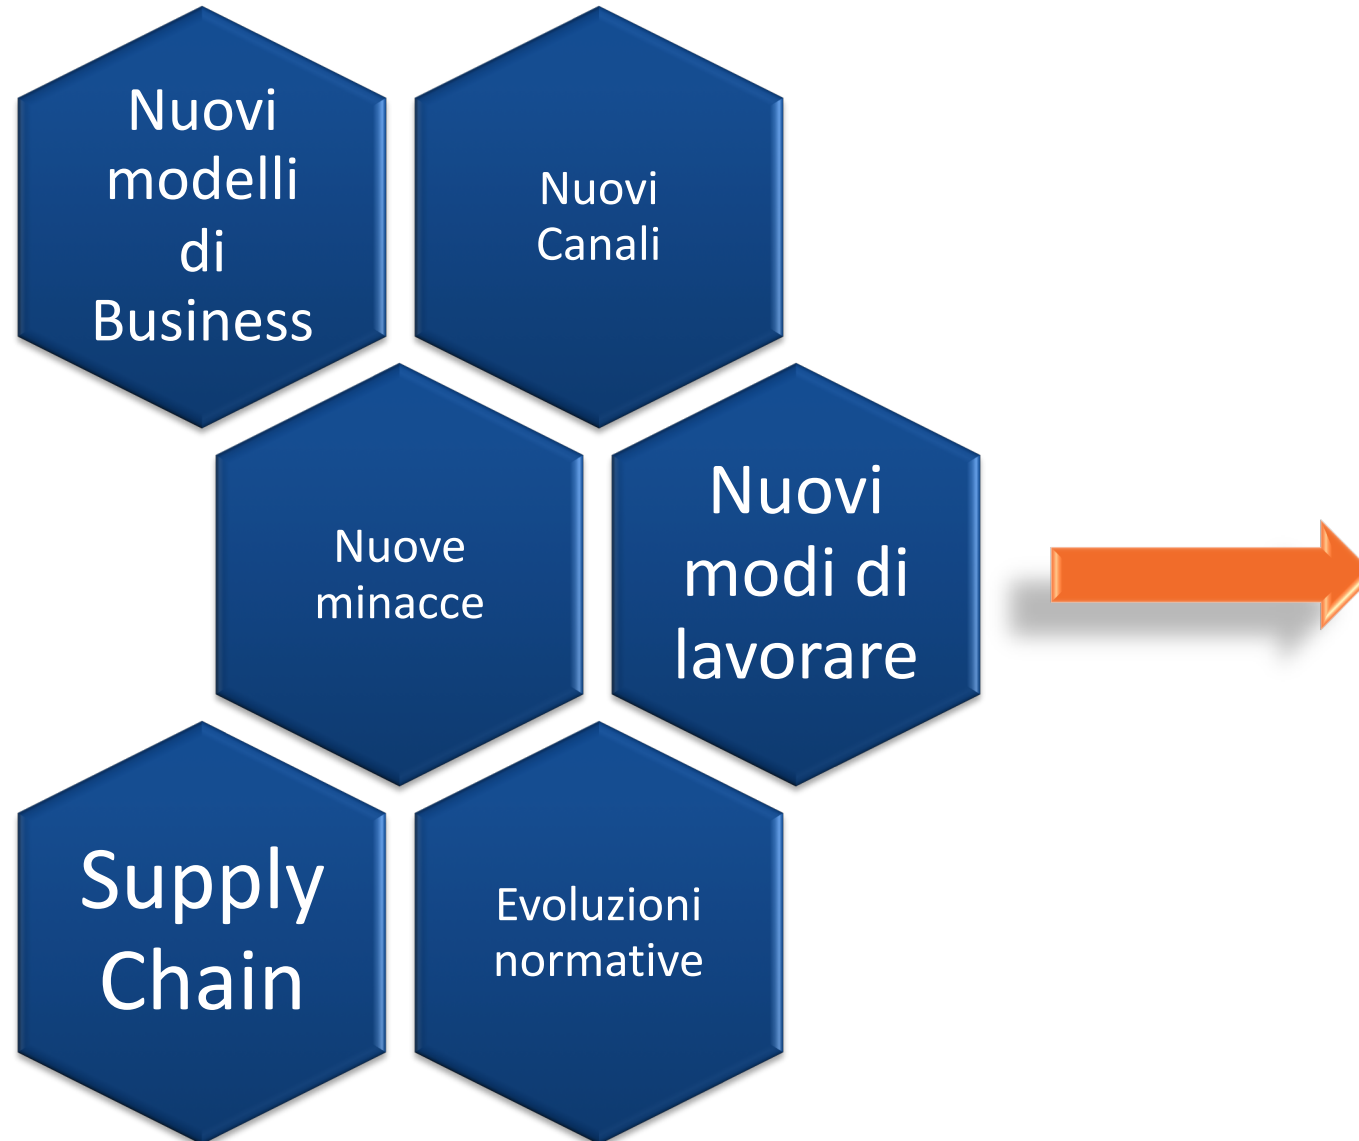 Nuovi
modelli
di
Business
Nuovi
Canali
Nuove
minacce
Nuovi
modi di
lavorare
Supply
Chain
Evoluzioni
normative